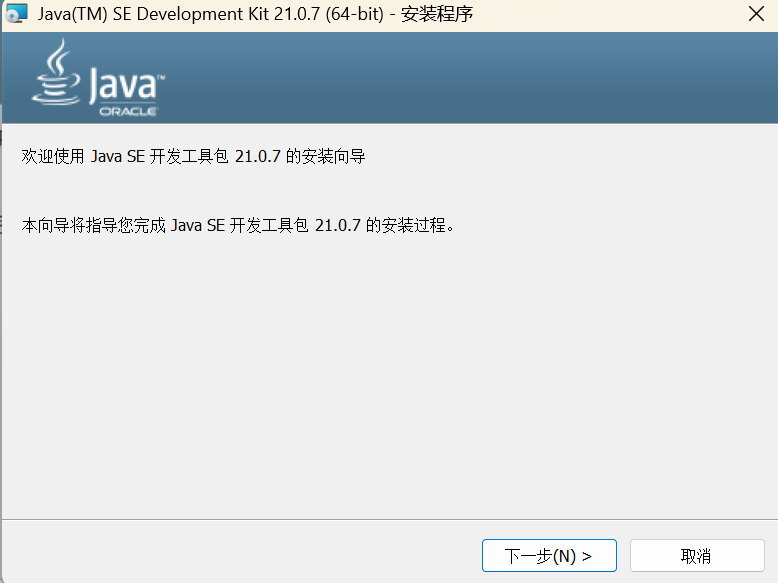 Java(TM) SE Development Kit 21.0.7 (64-bit) - 安装程序
Java™
ORACLE
欢迎使用 Java SE 开发工具包 21.0.7 的安装向导
本向导将指导您完成 Java SE 开发工具包 21.0.7 的安装过程。
下一步(N) >
取消